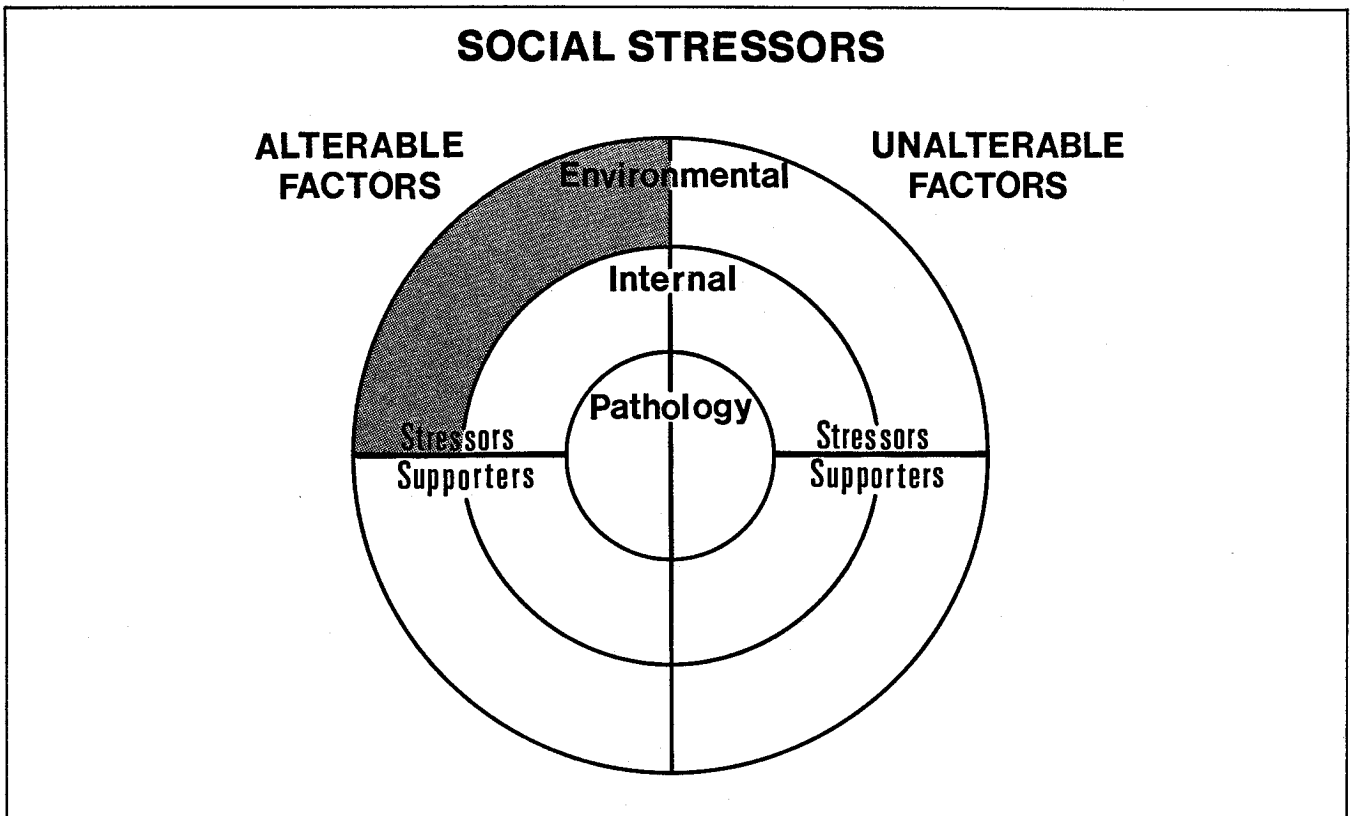 SOCIAL STRESSORS
ALTERABLE
FACTORS
UNALTERABLE
FACTORS
Environmental
Internal
Pathology
Stressors
Supporters
Stressors
Supporters